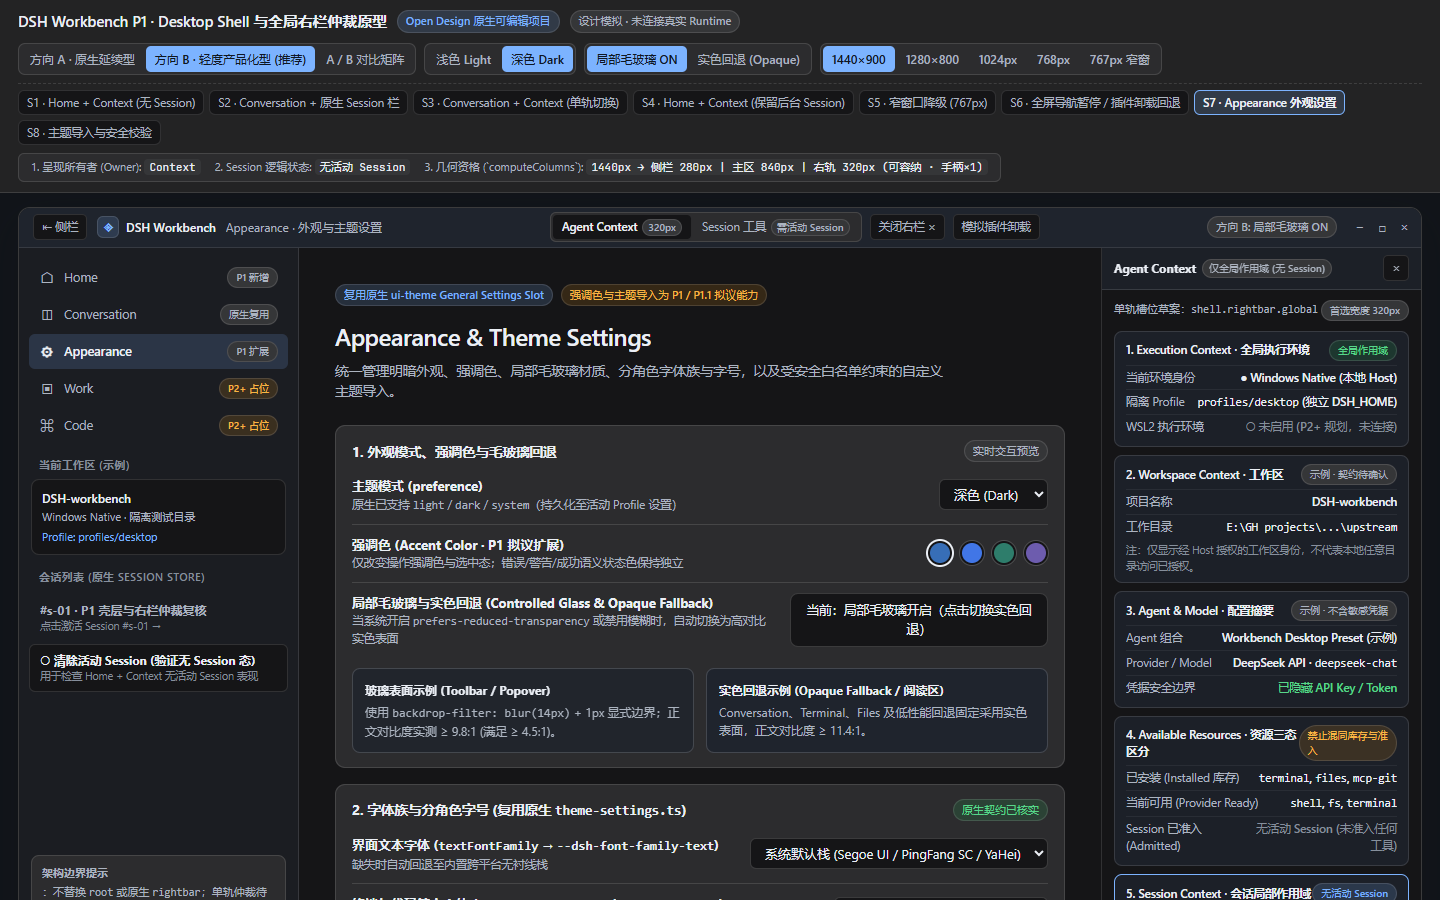 DSH Workbench P1 · Desktop Shell 与全局右栏仲裁原型
Open Design 原生可编辑项目
设计模拟 · 未连接真实 Runtime
方向 A · 原生延续型
方向 B · 轻度产品化型 (推荐)
A / B 对比矩阵
浅色 Light
深色 Dark
局部毛玻璃 ON
实色回退 (Opaque)
1440×900
1280×800
1024px
768px
767px 窄窗
S1 · Home + Context (无 Session)
S2 · Conversation + 原生 Session 栏
S3 · Conversation + Context (单轨切换)
S4 · Home + Context (保留后台 Session)
S5 · 窄窗口降级 (767px)
S6 · 全屏导航暂停 / 插件卸载回退
S7 · Appearance 外观设置
S8 · 主题导入与安全校验
1. 呈现所有者 (Owner): Context
2. Session 逻辑状态: 无活动 Session
3. 几何资格 (`computeColumns`): 1440px → 侧栏 280px | 主区 840px | 右轨 320px (可容纳 · 手柄×1)
⇤ 侧栏
DSH Workbench
Appearance · 外观与主题设置
Agent Context 320px
Session 工具 需活动 Session
关闭右栏 ×
模拟插件卸载
方向 B: 局部毛玻璃 ON
Home
P1 新增
Conversation
原生复用
Appearance
P1 扩展
Work
P2+ 占位
Code
P2+ 占位
当前工作区 (示例)
DSH-workbench
Windows Native · 隔离测试目录
Profile: profiles/desktop
会话列表 (原生 SESSION STORE)
#s-01 · P1 壳层与右栏仲裁复核
点击激活 Session #s-01 →
○ 清除活动 Session (验证无 Session 态)
用于检查 Home + Context 无活动 Session 表现
架构边界提示
：不替换 root 或原生 rightbar；单轨仲裁待
复用原生 ui-theme General Settings Slot
强调色与主题导入为 P1 / P1.1 拟议能力
Appearance & Theme Settings
统一管理明暗外观、强调色、局部毛玻璃材质、分角色字体族与字号，以及受安全白名单约束的自定义
主题导入。
1. 外观模式、强调色与毛玻璃回退
实时交互预览
主题模式 (preference)
原生已支持 light / dark / system（持久化至活动 Profile 设置）
深色 (Dark)
强调色 (Accent Color · P1 拟议扩展)
仅改变操作强调色与选中态；错误/警告/成功语义状态色保持独立
局部毛玻璃与实色回退 (Controlled Glass & Opaque Fallback)
当系统开启 prefers-reduced-transparency 或禁用模糊时，自动切换为高对比
实色表面
当前：局部毛玻璃开启（点击切换实色回
退）
玻璃表面示例 (Toolbar / Popover)
使用 backdrop-filter: blur(14px) + 1px 显式边界；正
文对比度实测 ≥ 9.8:1 (满足 ≥ 4.5:1)。
实色回退示例 (Opaque Fallback / 阅读区)
Conversation、Terminal、Files 及低性能回退固定采用实色
表面，正文对比度 ≥ 11.4:1。
2. 字体族与分角色字号 (复用原生 theme-settings.ts)
原生契约已核实
界面文本字体 (textFontFamily → --dsh-font-family-text)
缺失时自动回退至内置跨平台无衬线栈
系统默认栈 (Segoe UI / PingFang SC / YaHei)
Agent Context
仅全局作用域 (无 Session)
×
单轨槽位草案: shell.rightbar.global
首选宽度 320px
1. Execution Context · 全局执行环境
全局作用域
当前环境身份
● Windows Native (本地 Host)
隔离 Profile
profiles/desktop (独立 DSH_HOME)
WSL2 执行环境
○ 未启用 (P2+ 规划，未连接)
2. Workspace Context · 工作区
示例 · 契约待确认
项目名称
DSH-workbench
工作目录
E:\GH projects\...\upstream
注：仅显示经 Host 授权的工作区身份，不代表本地任意目
录访问已授权。
3. Agent & Model · 配置摘要
示例 · 不含敏感凭据
Agent 组合
Workbench Desktop Preset (示例)
Provider / Model
DeepSeek API · deepseek-chat
凭据安全边界
已隐藏 API Key / Token
4. Available Resources · 资源三态
区分
禁止混同库存与准
入
已安装 (Installed 库存)
terminal, files, mcp-git
当前可用 (Provider Ready)
shell, fs, terminal
Session 已准入
(Admitted)
无活动 Session (未准入任何
工具)
5. Session Context · 会话局部作用域
无活动 Session